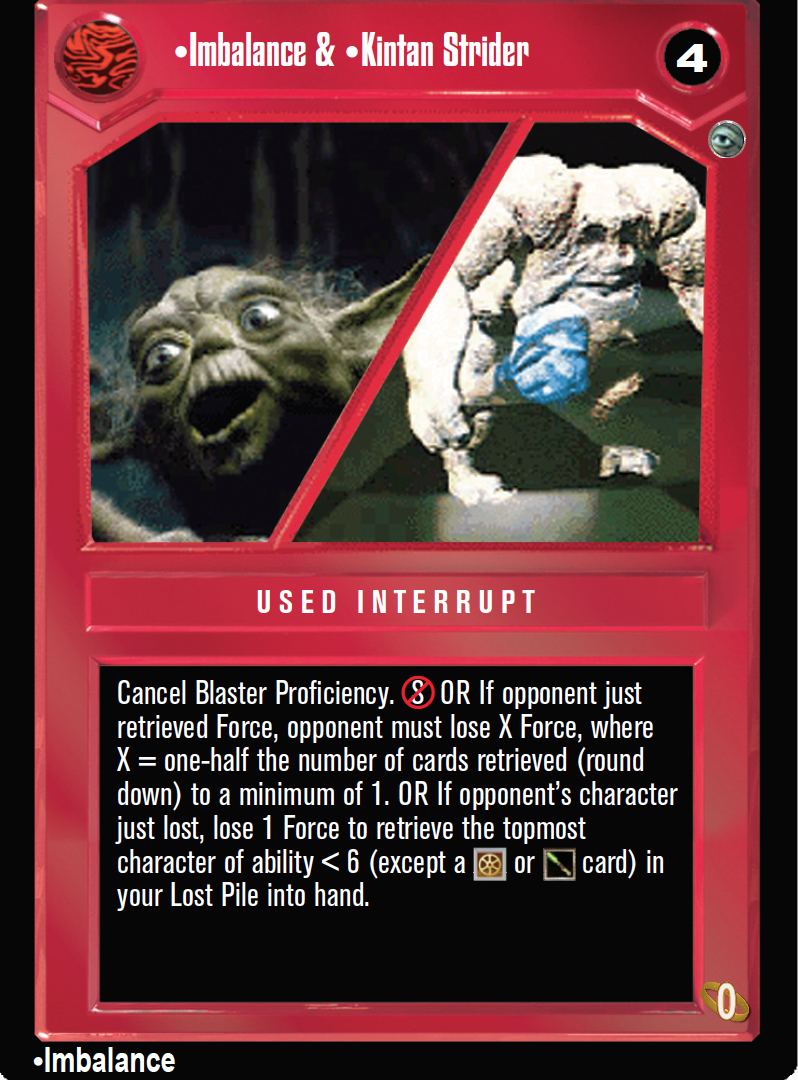 •Imbalance & •Kintan Strider
4
USED INTERRUPT
Cancel Blaster Proficiency. 8 OR If opponent just
retrieved Force, opponent must lose X Force, where
X = one-half the number of cards retrieved (round
down) to a minimum of 1. OR If opponent's character
just lost, lose 1 Force to retrieve the topmost
character of ability < 6 (except a or card) in
your Lost Pile into hand.
0
•Imbalance